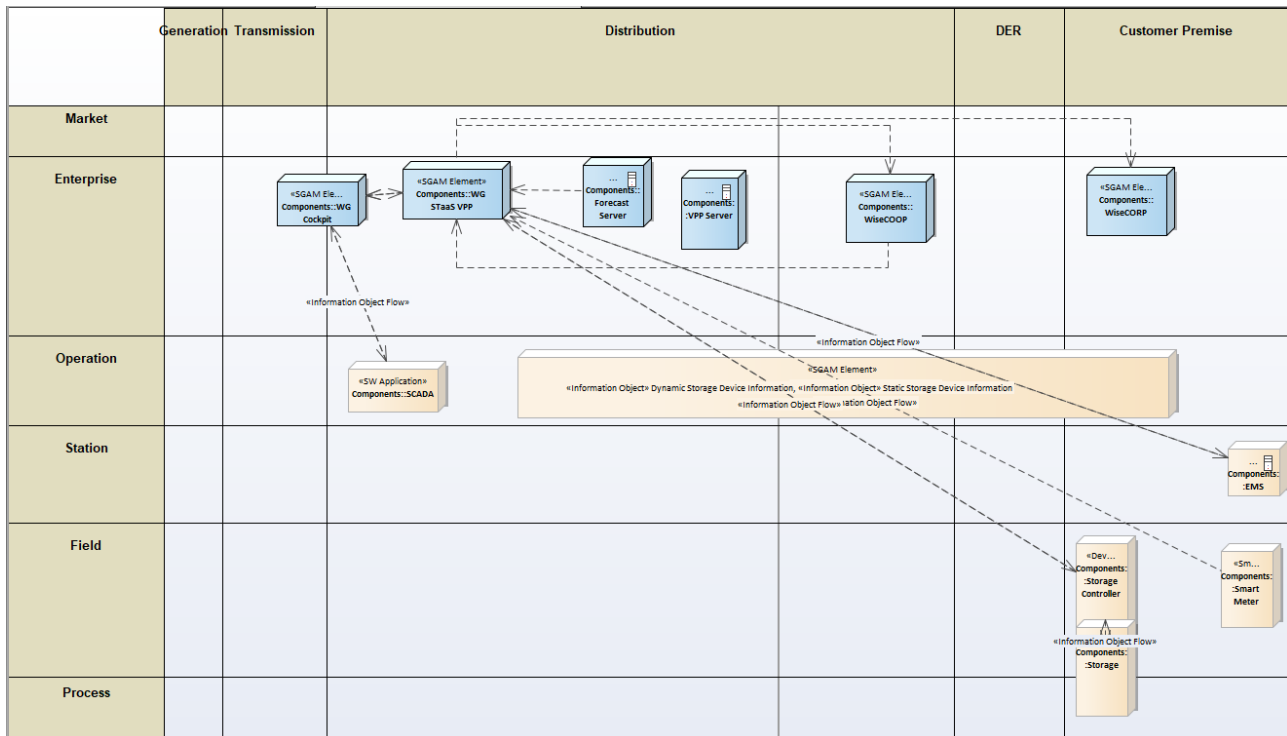 Generation Transmission Distribution DER Customer Premise
Market
Enterprise
«SGAM Ele...
Components::WG
Cockpit
«SGAM Element»
Components::WG
STaaS VPP
...
Components::
Forecast
Server
...
Components:
:VPP Server
«SGAM Ele...
Components::
WiseCOOP
«SGAM Ele...
Components::
WiseCORP
«Information Object Flow»
Operation
«Information Object Flow»
«SW Application»
Components::SCADA
«SGAM Element»
«Information Object» Dynamic Storage Device Information, «Information Object» Static Storage Device Information
«Information Object Flow» Object Flow»
Station
...
Components:
:EMS
Field
«Dev...
Components:
:Storage
Controller
«Sm...
Components:
:Smart
Meter
«Information Object Flow»
Components:
:Storage
Process